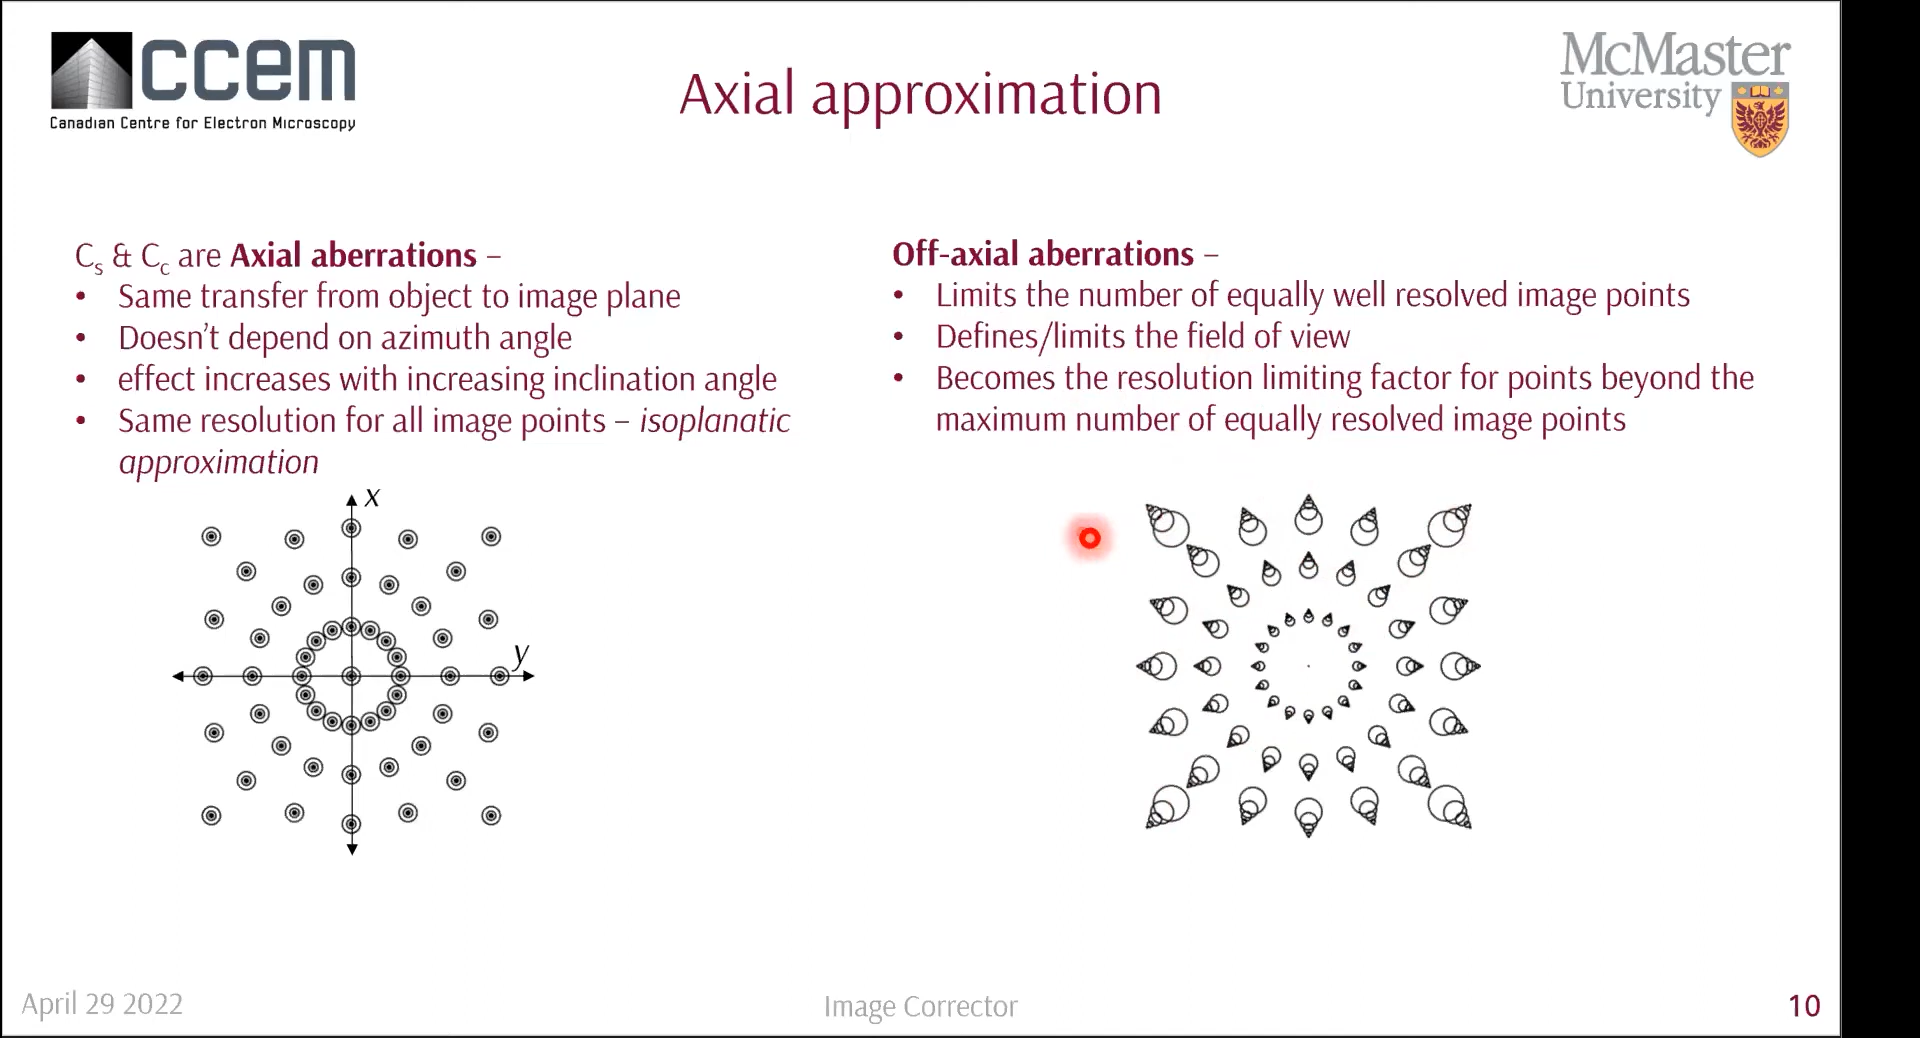 ccem
Canadian Centre for Electron Microscopy
Axial approximation
McMaster
University
Cs & Cc are Axial aberrations –
• Same transfer from object to image plane
• Doesn’t depend on azimuth angle
• effect increases with increasing inclination angle
• Same resolution for all image points – isoplanatic
approximation
x
y
Off-axial aberrations –
• Limits the number of equally well resolved image points
• Defines/limits the field of view
• Becomes the resolution limiting factor for points beyond the
maximum number of equally resolved image points
April 29 2022
Image Corrector
10